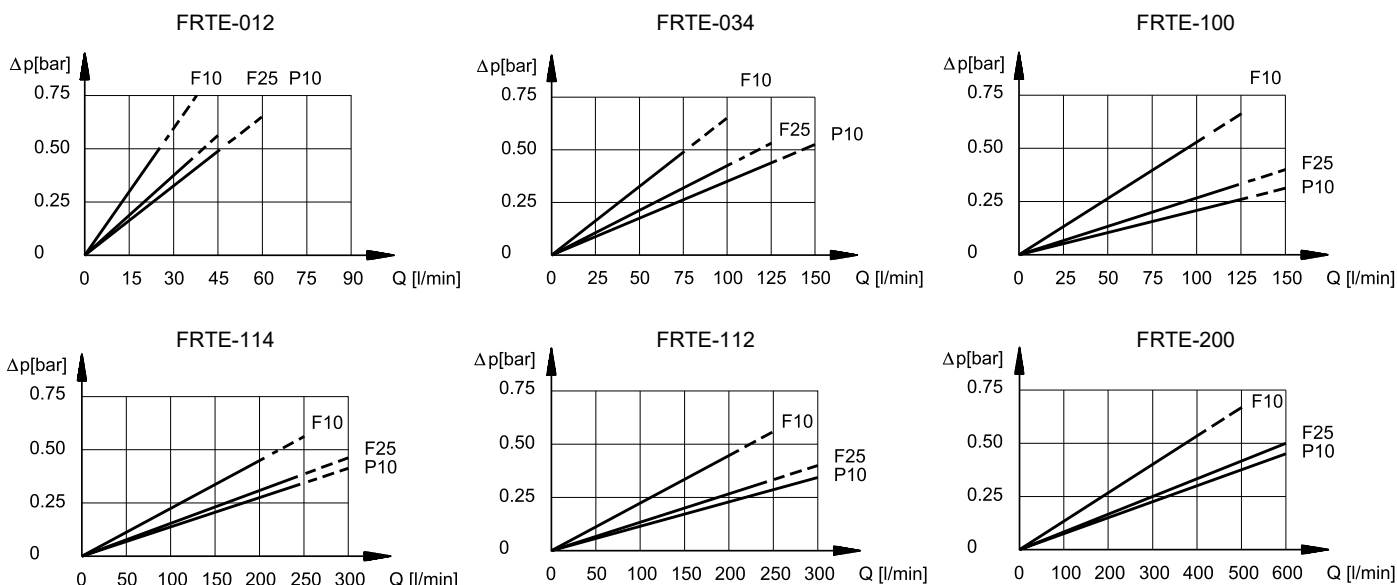 FRTE-012
Δp[bar]
F10 F25 P10
0.75
0.50
0.25
0
0 15 30 45 60 75 90 Q [l/min]
FRTE-034
Δp[bar]
F10
0.75
F25 P10
0.50
0.25
0
0 25 50 75 100 125 150 Q [l/min]
FRTE-100
Δp[bar]
F10
0.75
0.50
F25
P10
0.25
0
0 25 50 75 100 125 150 Q [l/min]
FRTE-114
Δp[bar]
0.75
F10
0.50 F25
P10
0.25
0
0 50 100 150 200 250 300 Q [l/min]
FRTE-112
Δp[bar]
0.75
F10
0.50
F25
P10
0.25
0
0 50 100 150 200 250 300 Q [l/min]
FRTE-200
Δp[bar]
0.75
F10
F25
0.50 P10
0.25
0
0 100 200 300 400 500 600 Q [l/min]